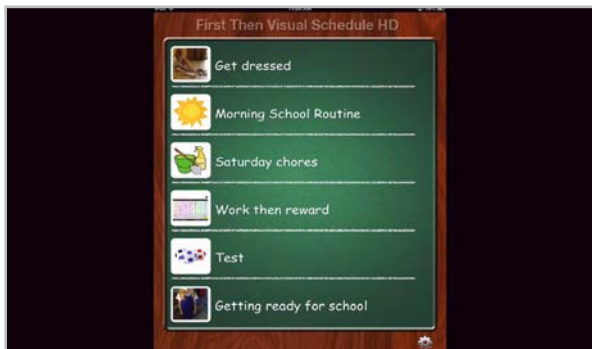 First Then Visual Schedule HD
Get dressed
Morning School Routine
Saturday chores
Work then reward
Test
Getting ready for school